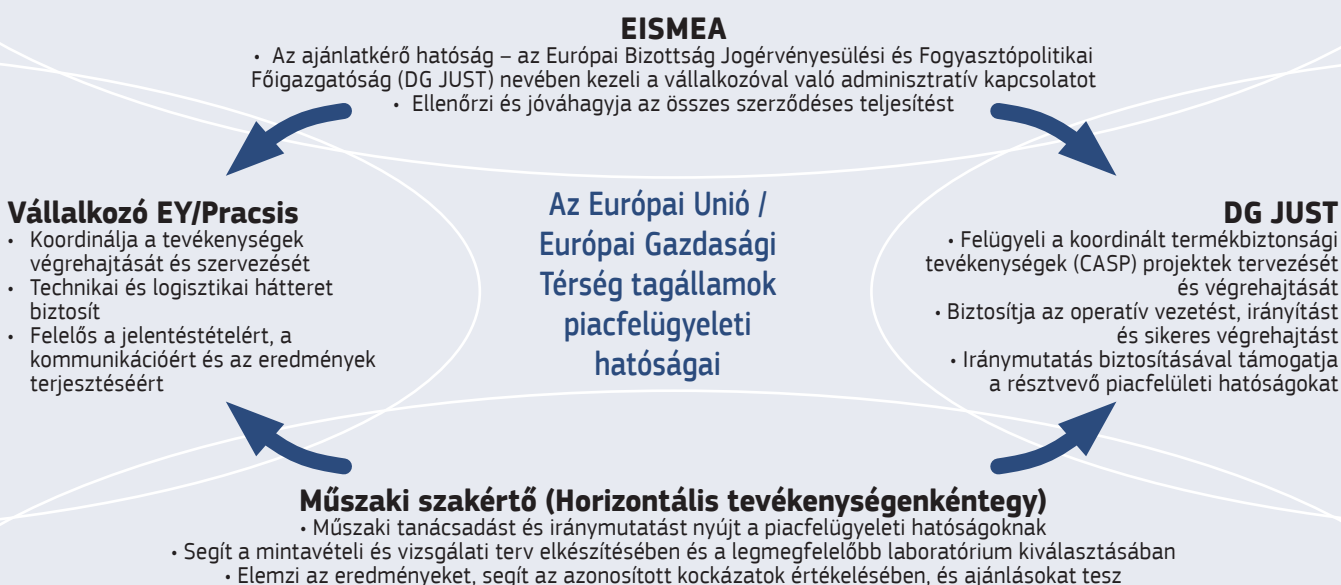 EISMEA
• Az ajánlatkérő hatóság – az Európai Bizottság Jogérvényesülési és Fogyasztópolitikai
Főigazgatóság (DG JUST) nevében kezeli a vállalkozóval való adminisztratív kapcsolatot
• Ellenőrzi és jóváhagyja az összes szerződéses teljesítést
Vállalkozó EY/Pracsis
• Koordinálja a tevékenységek
végrehajtását és szervezését
• Technikai és logisztikai hátteret
biztosít
• Felelős a jelentéstételért, a
kommunikációért és az eredmények
terjesztéséért
Az Európai Unió /
Európai Gazdasági
Térség tagállamok
piacfelügyeleti
hatóságai
DG JUST
• Felügyeli a koordinált termékbiztonsági
tevékenységek (CASP) projektek tervezését
és végrehajtását
• Biztosítja az operatív vezetést, irányítást
és sikeres végrehajtást
• Iránymutatás biztosításával támogatja
a résztvevő piacfelületi hatóságokat
Műszaki szakértő (Horizontális tevékenységenkéntegy)
• Műszaki tanácsadást és iránymutatást nyújt a piacfelügyeleti hatóságoknak
• Segít a mintavételi és vizsgálati terv elkészítésében és a legmegfelelőbb laboratórium kiválasztásában
• Elemzi az eredményeket, segít az azonosított kockázatok értékelésében, és ajánlásokat tesz